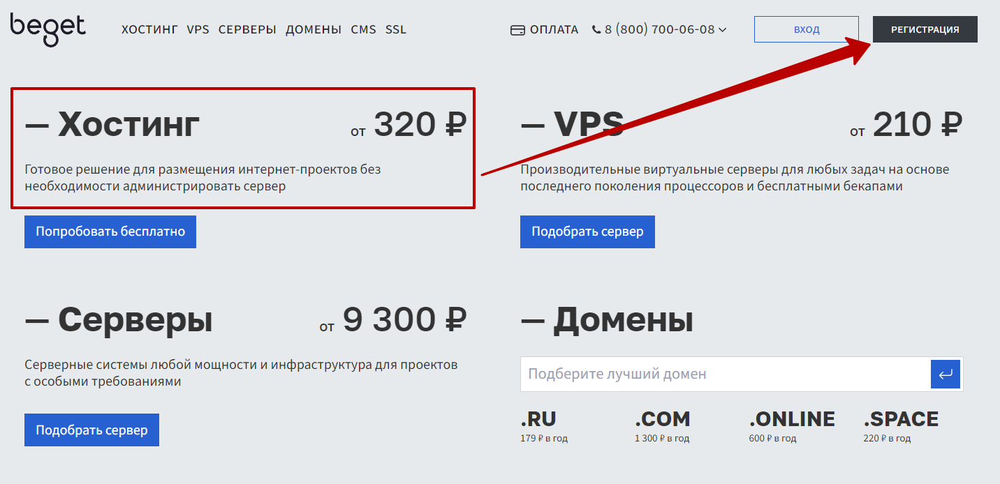 beget ХОСТИНГ VPS СЕРВЕРЫ ДОМЕНЫ CMS SSL ОПЛАТА 8 (800) 700-06-08 ВХОД РЕГИСТРАЦИЯ
— Хостинг от 320 ₽
Готовое решение для размещения интернет-проектов без
необходимости администрировать сервер
Попробовать бесплатно
— VPS от 210 ₽
Производительные виртуальные серверы для любых задач на основе
последнего поколения процессоров и бесплатными бекапами
Подобрать сервер
— Серверы от 9 300 ₽
Серверные системы любой мощности и инфраструктура для проектов
с особыми требованиями
Подобрать сервер
— Домены
Подберите лучший домен
.RU .COM .ONLINE .SPACE
179 ₽ в год 1 300 ₽ в год 600 ₽ в год 220 ₽ в год